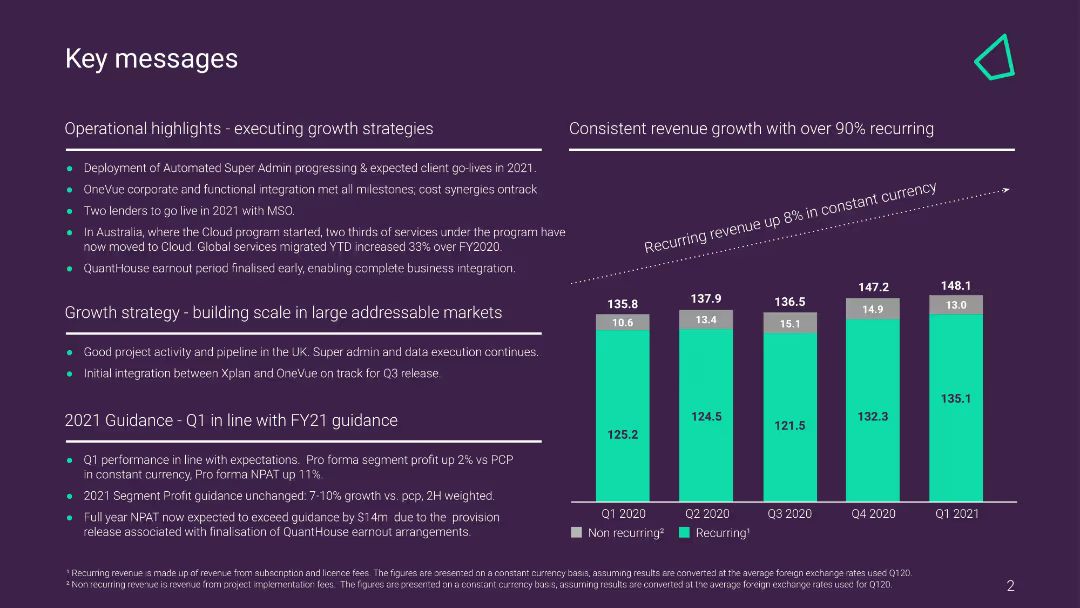 Key messages
Operational highlights - executing growth strategies
• Deployment of Automated Super Admin progressing & expected client go-lives in 2021.
• OneVue corporate and functional integration met all milestones; cost synergies ontrack
• Two lenders to go live in 2021 with MSO.
• In Australia, where the Cloud program started, two thirds of services under the program have
now moved to Cloud. Global services migrated YTD increased 33% over FY2020.
• QuantHouse earnout period finalised early, enabling complete business integration.
Growth strategy - building scale in large addressable markets
• Good project activity and pipeline in the UK. Super admin and data execution continues.
• Initial integration between Xplan and OneVue on track for Q3 release.
2021 Guidance - Q1 in line with FY21 guidance
• Q1 performance in line with expectations. Pro forma segment profit up 2% vs PCP
in constant currency, Pro forma NPAT up 11%.
• 2021 Segment Profit guidance unchanged: 7-10% growth vs. pcp, 2H weighted.
• Full year NPAT now expected to exceed guidance by $14m due to the provision
release associated with finalisation of QuantHouse earnout arrangements.
Consistent revenue growth with over 90% recurring
Recurring revenue up 8% in constant currency
135.8 137.9 136.5 147.2 148.1
10.6 13.4 15.1 14.9 13.0
125.2 124.5 121.5 132.3 135.1
Q1 2020 Q2 2020 Q3 2020 Q4 2020 Q1 2021
Non recurring² Recurring¹
¹ Recurring revenue is made up of revenue from subscription and licence fees. The figures are presented on a constant currency basis, assuming results are converted at the average foreign exchange rates used Q120.
² Non recurring revenue is revenue from project implementation fees. The figures are presented on a constant currency basis, assuming results are converted at the average foreign exchange rates used for Q120.
2